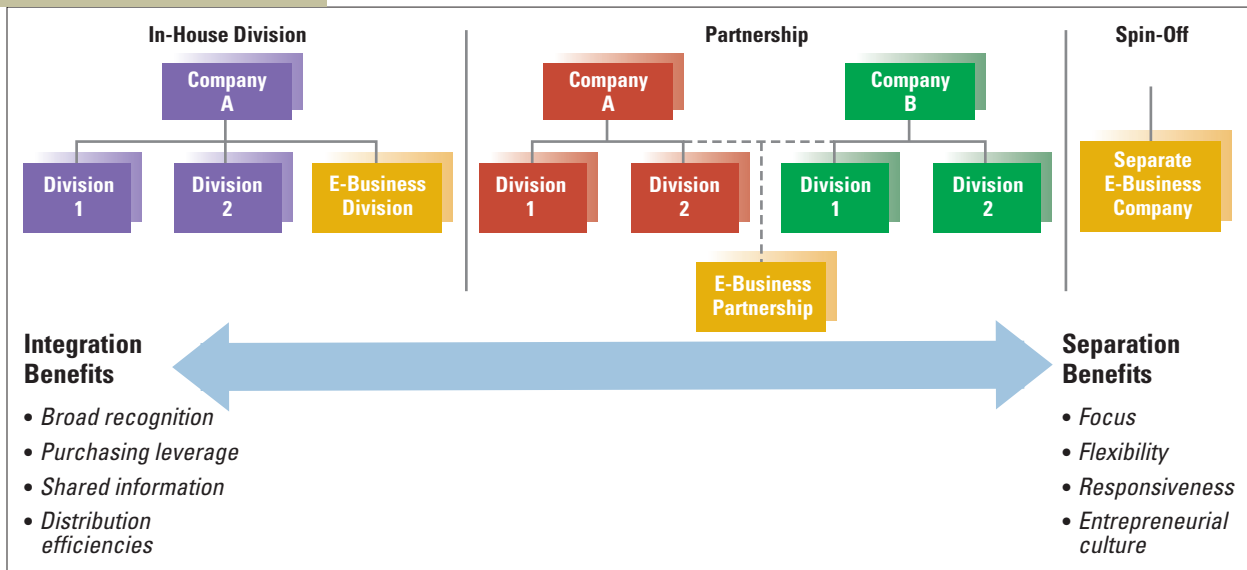 In-House Division
Partnership
Spin-Off
Company
A
Division
1
Division
2
E-Business
Division
Company
A
Company
B
Division
1
Division
2
Division
1
Division
2
E-Business
Partnership
Separate
E-Business
Company
Integration
Benefits
• Broad recognition
• Purchasing leverage
• Shared information
• Distribution
efficiencies
Separation
Benefits
• Focus
• Flexibility
• Responsiveness
• Entrepreneurial
culture